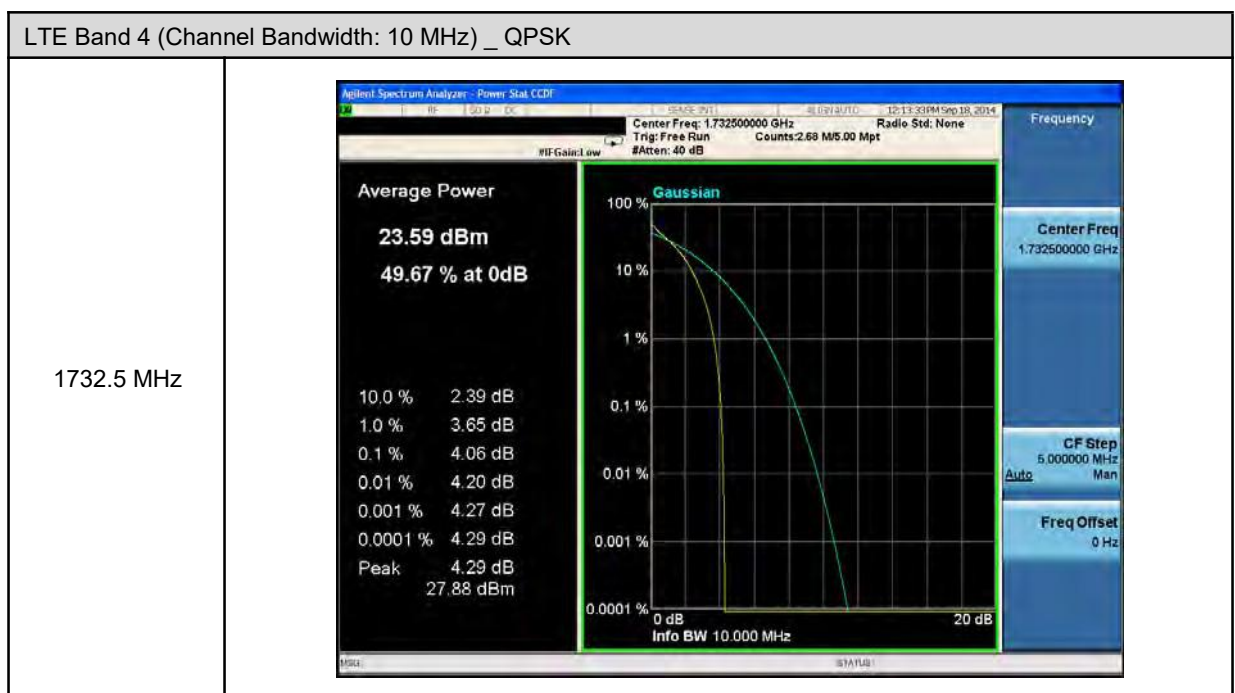 LTE Band 4 (Channel Bandwidth: 10 MHz) _ QPSK
1732.5 MHz
Agilent Spectrum Analyzer - Power Stat CCDF
RF 50 Ω DC SENSE:INT ALIGN AUTO 12:13:33 PM Sep 18, 2014
Center Freq: 1.732500000 GHz Radio Std: None
Trig: Free Run Counts:2.68 M/5.00 Mpt
#IFGain:Low #Atten: 40 dB
Average Power
23.59 dBm
49.67 % at 0dB
10.0 % 2.39 dB
1.0 % 3.65 dB
0.1 % 4.06 dB
0.01 % 4.20 dB
0.001 % 4.27 dB
0.0001 % 4.29 dB
Peak 4.29 dB
27.88 dBm
Gaussian
100 %
10 %
1 %
0.1 %
0.01 %
0.001 %
0.0001 %
0 dB 20 dB
Info BW 10.000 MHz
Frequency
Center Freq
1.732500000 GHz
CF Step
5.000000 MHz
Auto Man
Freq Offset
0 Hz
MSG STATUS